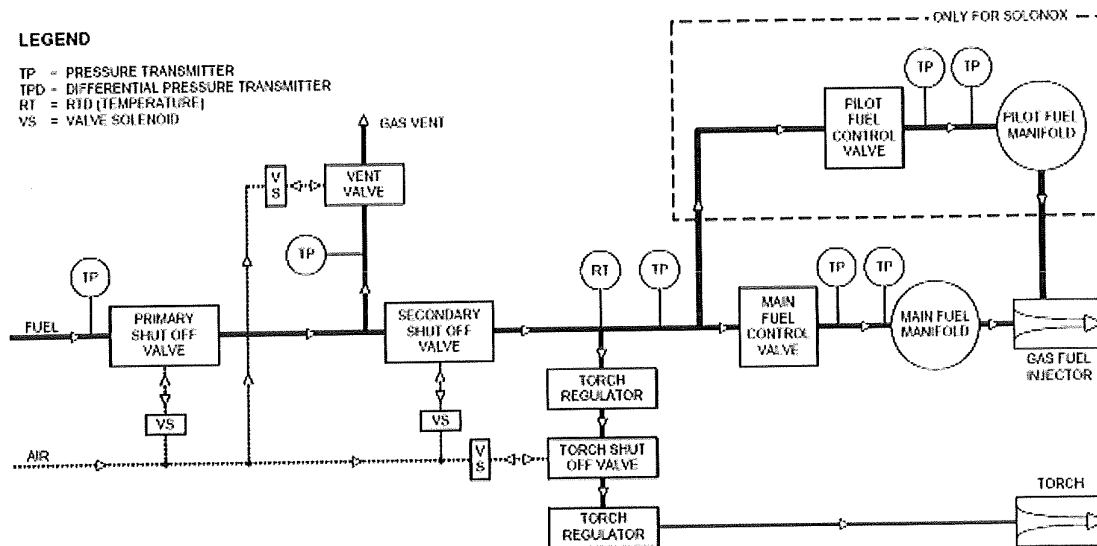 LEGEND
TP = PRESSURE TRANSMITTER
TPD = DIFFERENTIAL PRESSURE TRANSMITTER
RT = RTD (TEMPERATURE)
VS = VALVE SOLENOID
ONLY FOR SOLONOX
TP
TP
PILOT
FUEL
CONTROL
VALVE
PILOT FUEL
MANIFOLD
GAS VENT
V
S
VENT
VALVE
TP
TP
RT
TP
TP
TP
FUEL
PRIMARY
SHUT OFF
VALVE
SECONDARY
SHUT OFF
VALVE
MAIN
FUEL
CONTROL
VALVE
MAIN FUEL
MANIFOLD
GAS FUEL
INJECTOR
TORCH
REGULATOR
VS
VS
AIR
V
S
TORCH SHUT
OFF VALVE
TORCH
REGULATOR
TORCH